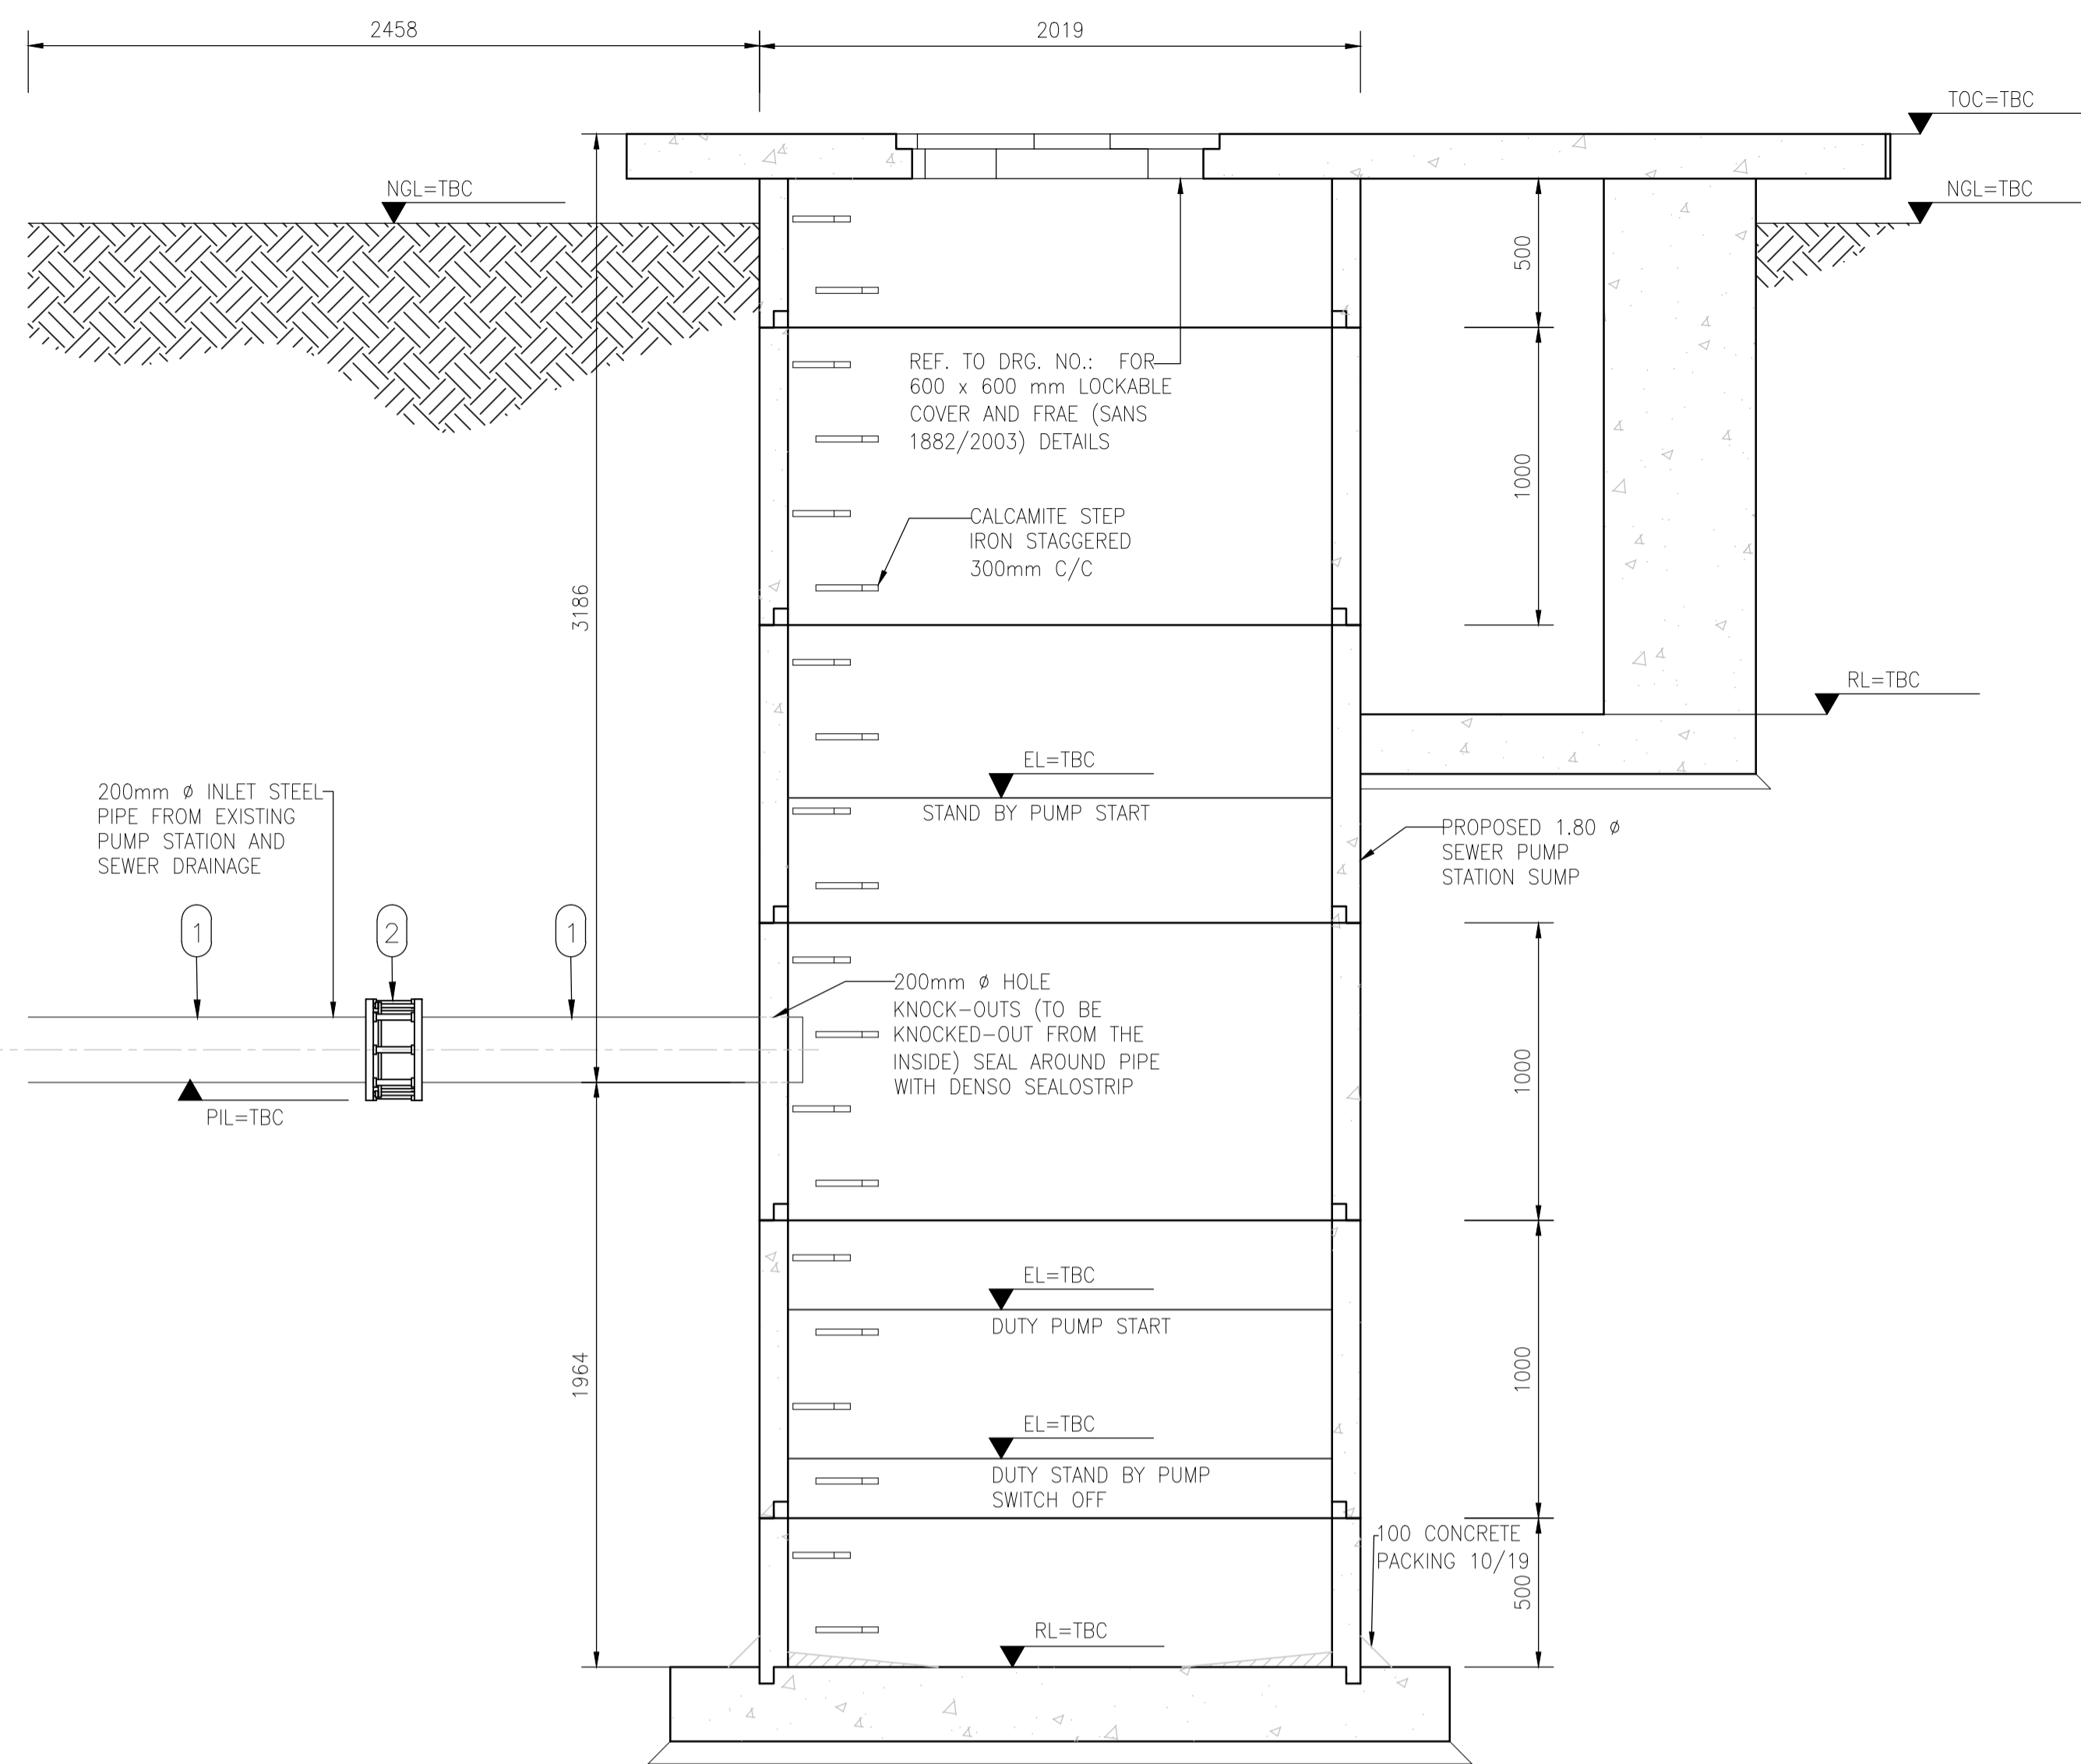 2458
2019
TOC=TBC
NGL=TBC
NGL=TBC
500
REF. TO DRG. NO.: FOR
600 x 600 mm LOCKABLE
COVER AND FRAE (SANS
1882/2003) DETAILS
1000
CALCAMITE STEP
IRON STAGGERED
300mm C/C
3186
RL=TBC
EL=TBC
STAND BY PUMP START
200mm ø INLET STEEL
PIPE FROM EXISTING
PUMP STATION AND
SEWER DRAINAGE
PROPOSED 1.80 ø
SEWER PUMP
STATION SUMP
1
2
1
200mm ø HOLE
KNOCK-OUTS (TO BE
KNOCKED-OUT FROM THE
INSIDE) SEAL AROUND PIPE
WITH DENSO SEALOSTRIP
1000
PIL=TBC
EL=TBC
DUTY PUMP START
1964
1000
EL=TBC
DUTY STAND BY PUMP
SWITCH OFF
100 CONCRETE
PACKING 10/19
500
RL=TBC